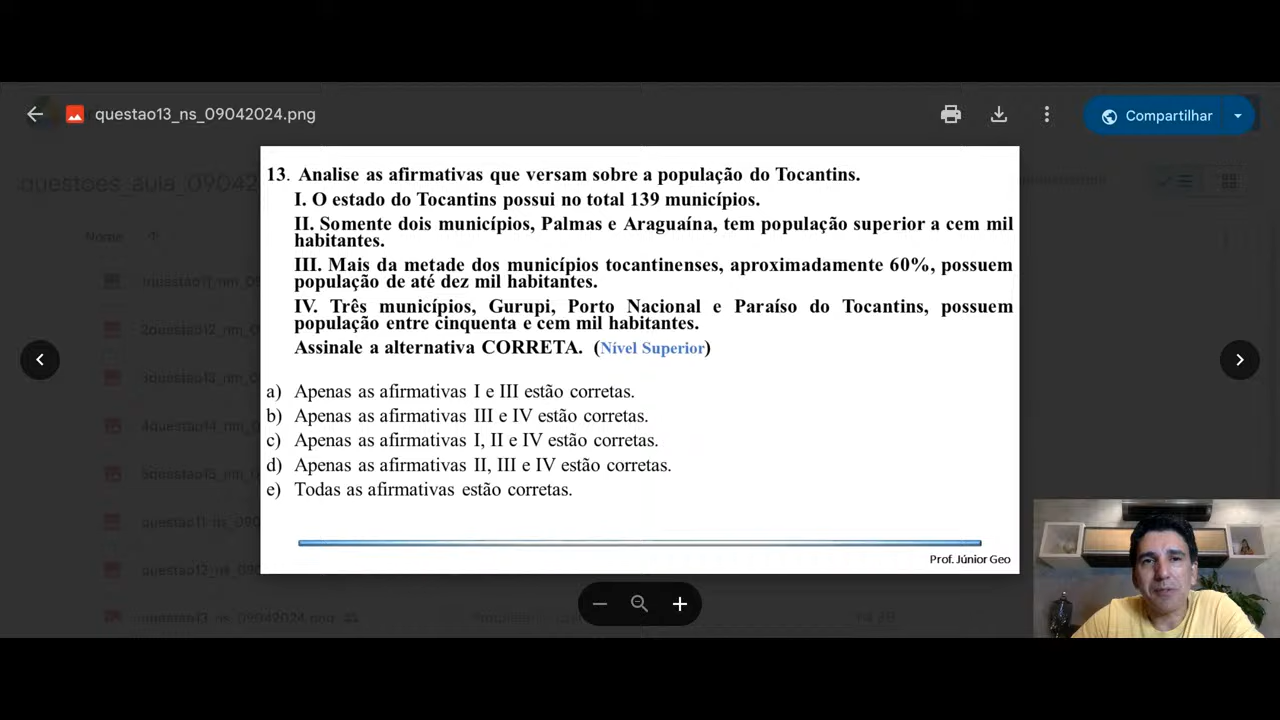 questao13_ns_09042024.png
Compartilhar
questoes_aula_09042
Nome
13. Analise as afirmativas que versam sobre a população do Tocantins.
I. O estado do Tocantins possui no total 139 municípios.
II. Somente dois municípios, Palmas e Araguaína, tem população superior a cem mil
habitantes.
III. Mais da metade dos municípios tocantinenses, aproximadamente 60%, possuem
população de até dez mil habitantes.
IV. Três municípios, Gurupi, Porto Nacional e Paraíso do Tocantins, possuem
população entre cinquenta e cem mil habitantes.
Assinale a alternativa CORRETA. (Nível Superior)
a) Apenas as afirmativas I e III estão corretas.
b) Apenas as afirmativas III e IV estão corretas.
c) Apenas as afirmativas I, II e IV estão corretas.
d) Apenas as afirmativas II, III e IV estão corretas.
e) Todas as afirmativas estão corretas.
Prof. Júnior Geo
questao13_ns_09042024.png